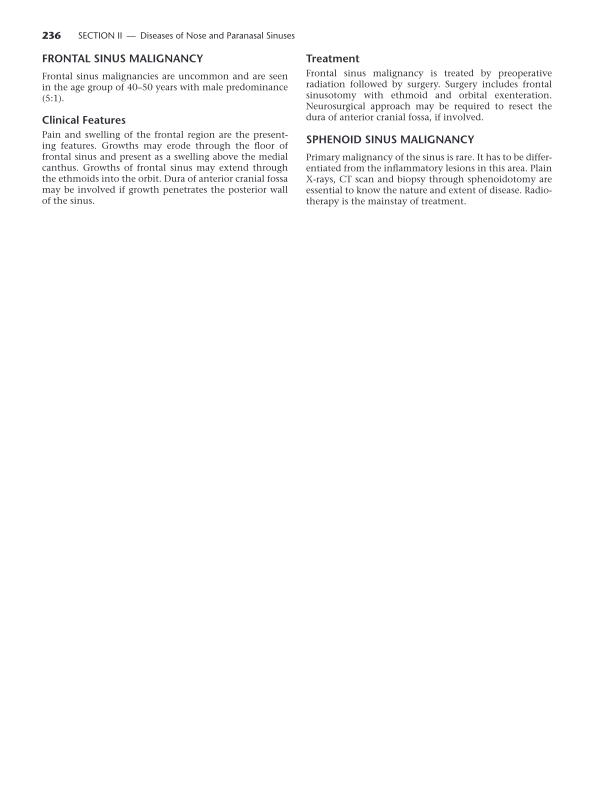 236 SECTION II — Diseases of Nose and Paranasal Sinuses
FRONTAL SINUS MALIGNANCY
Frontal sinus malignancies are uncommon and are seen
in the age group of 40–50 years with male predominance
(5:1).
Clinical Features
Pain and swelling of the frontal region are the present-
ing features. Growths may erode through the floor of
frontal sinus and present as a swelling above the medial
canthus. Growths of frontal sinus may extend through
the ethmoids into the orbit. Dura of anterior cranial fossa
may be involved if growth penetrates the posterior wall
of the sinus.
Treatment
Frontal sinus malignancy is treated by preoperative
radiation followed by surgery. Surgery includes frontal
sinusotomy with ethmoid and orbital exenteration.
Neurosurgical approach may be required to resect the
dura of anterior cranial fossa, if involved.
SPHENOID SINUS MALIGNANCY
Primary malignancy of the sinus is rare. It has to be differ-
entiated from the inflammatory lesions in this area. Plain
X-rays, CT scan and biopsy through sphenoidotomy are
essential to know the nature and extent of disease. Radio-
therapy is the mainstay of treatment.